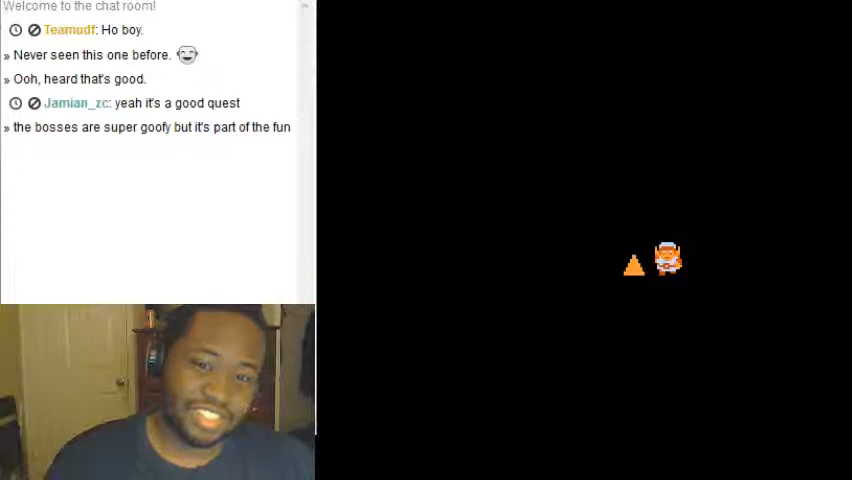 Welcome to the chat room!
Teamudf: Ho boy.
» Never seen this one before.
» Ooh, heard that's good.
Jamian_zc: yeah it's a good quest
» the bosses are super goofy but it's part of the fun